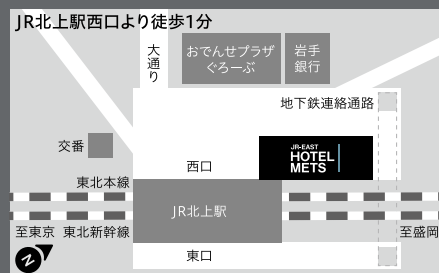 JR北上駅西口より徒歩1分
大通り
おでんせプラザ
ぐろーぶ
岩手
銀行
地下鉄連絡通路
交番
JR-EAST
HOTEL
METS
西口
東北本線
JR北上駅
至東京
東北新幹線
至盛岡
東口
N